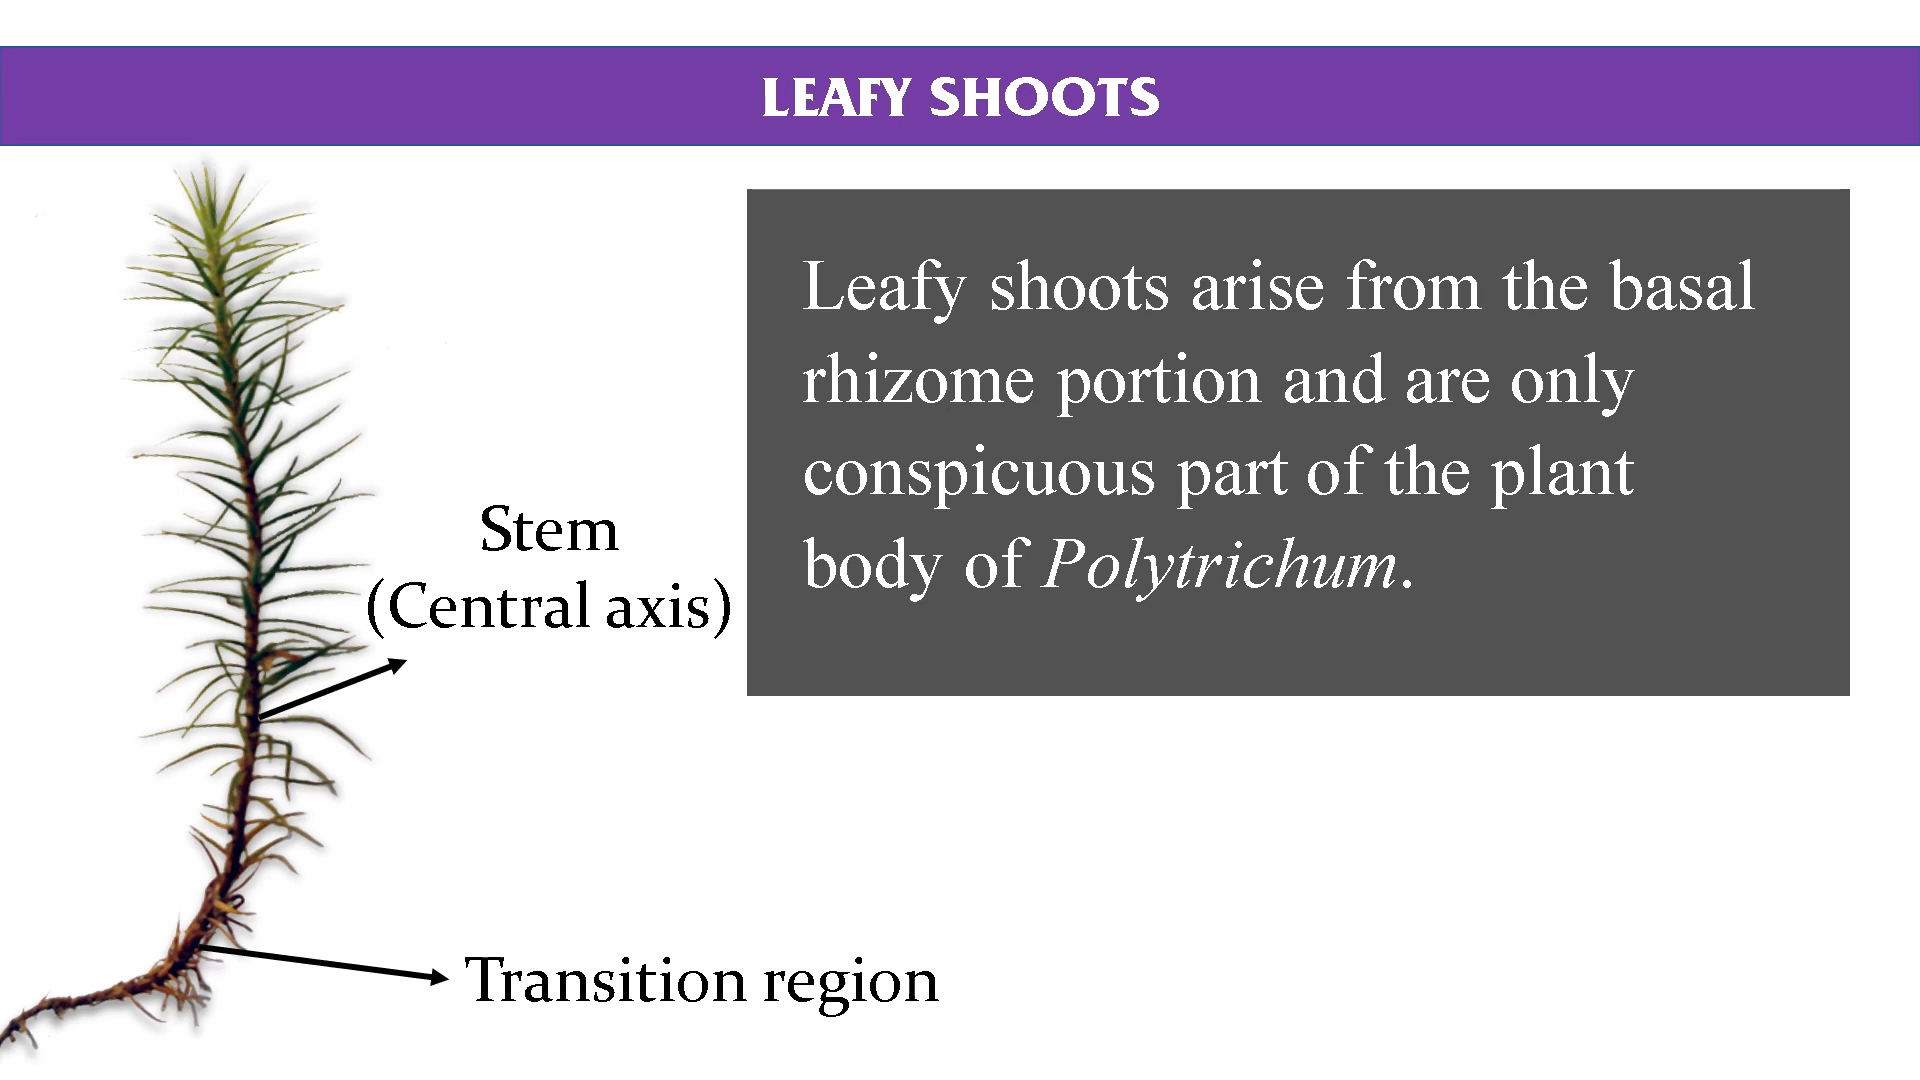 LEAFY SHOOTS
Leafy shoots arise from the basal
rhizome portion and are only
conspicuous part of the plant
body of Polytrichum.
Stem
(Central axis)
Transition region